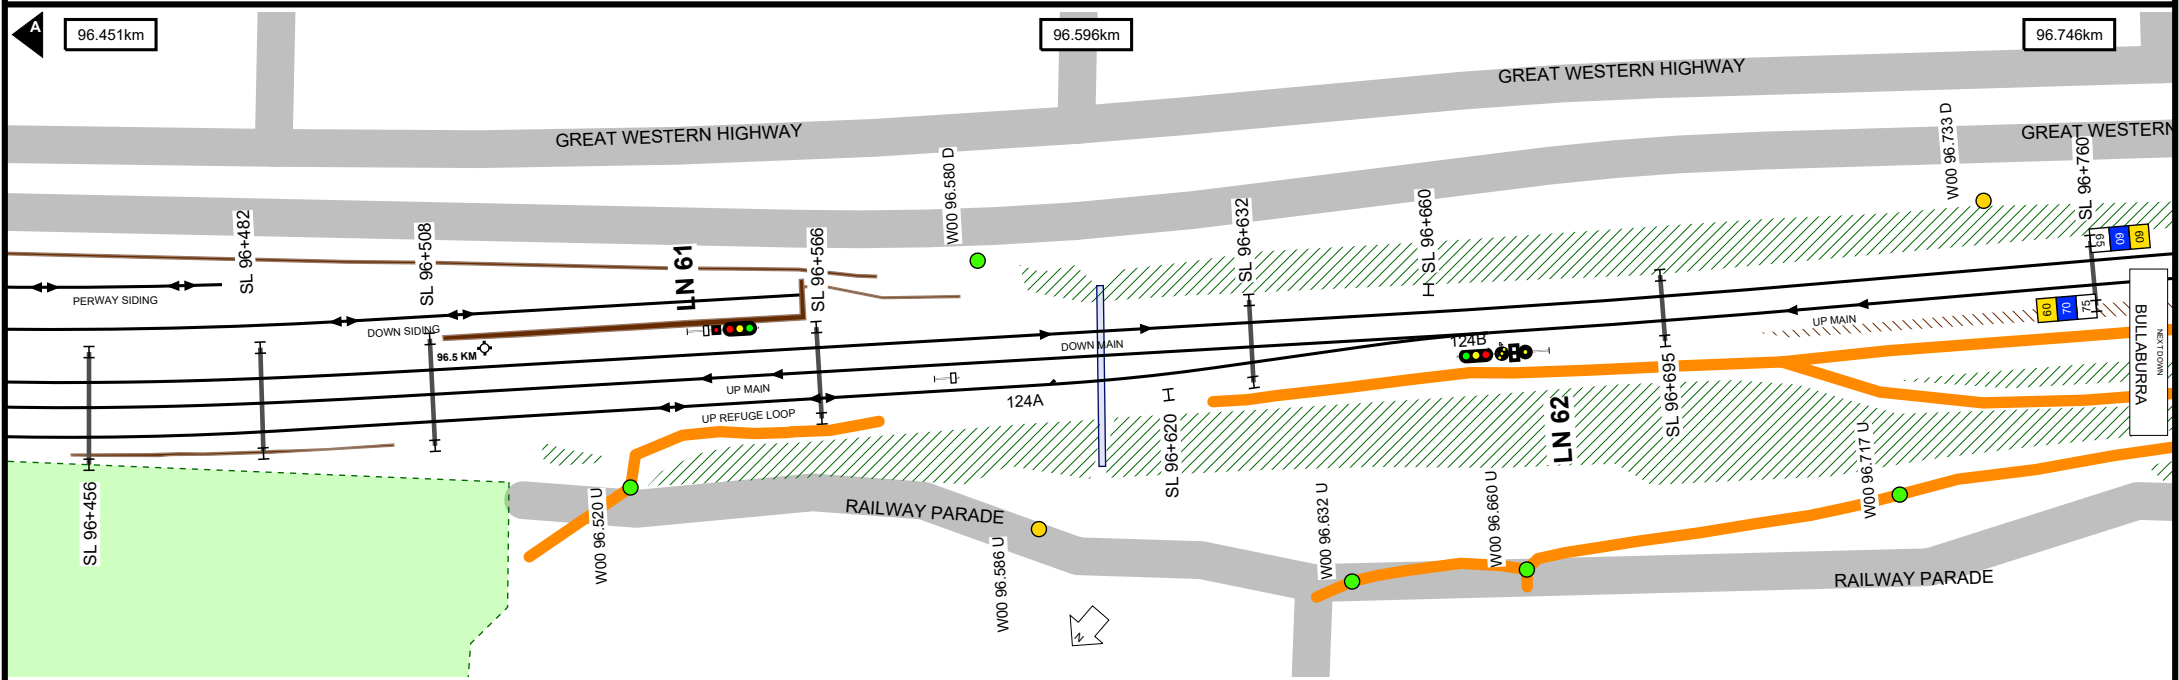 A
96.451km
96.596km
96.746km
GREAT WESTERN HIGHWAY
GREAT WESTERN HIGHWAY
GREAT WESTERN
W00 96.733 D
SL 96+760
W00 96.580 D
SL 96+482
SL 96+508
LN 61
SL 96+566
SL 96+632
SL 96+660
65
60
60
PERWAY SIDING
DOWN SIDING
96.5 KM
DOWN MAIN
UP MAIN
UP MAIN
60
70
75
124B
124A
UP REFUGE LOOP
BULLABURRA
NEXT DOWN
SL 96+456
SL 96+620
LN 62
SL 96+695
W00 96.520 U
RAILWAY PARADE
W00 96.586 U
W00 96.632 U
W00 96.660 U
W00 96.717 U
RAILWAY PARADE
N